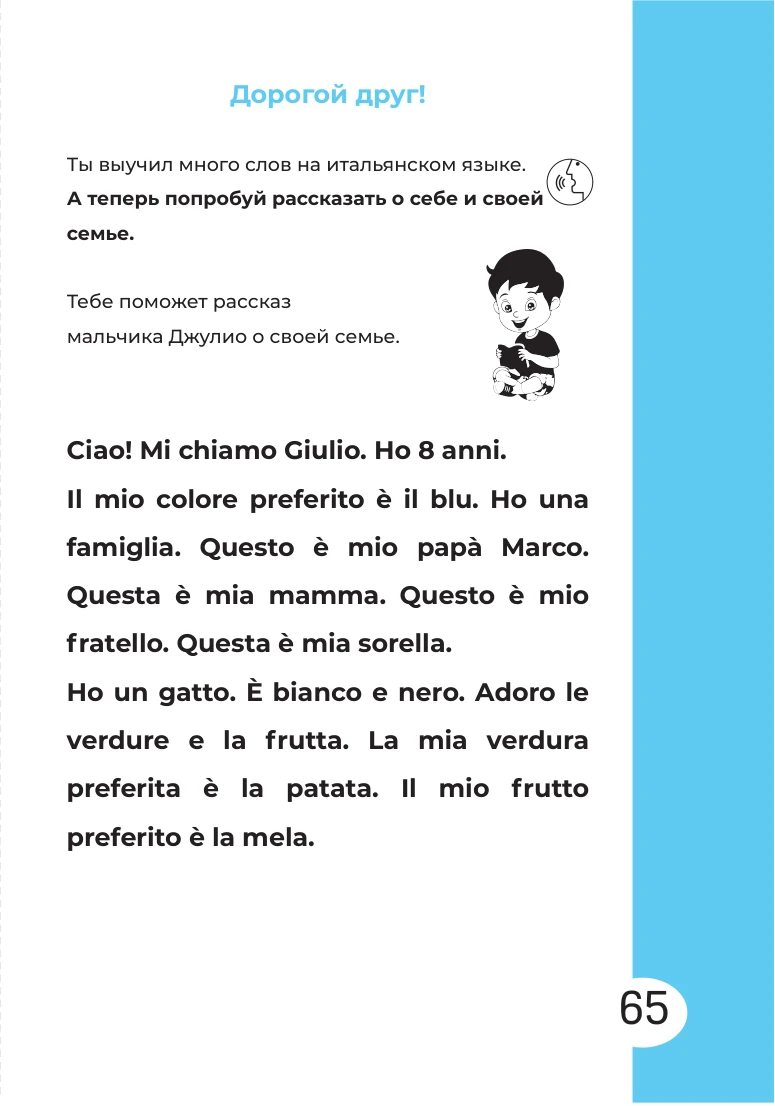 Дорогой друг!
Ты выучил много слов на итальянском языке.
А теперь попробуй рассказать о себе и своей
семье.
Тебе поможет рассказ
мальчика Джулио о своей семье.
Ciao! Mi chiamo Giulio. Ho 8 anni.
Il mio colore preferito è il blu. Ho una
famiglia. Questo è mio papà Marco.
Questa è mia mamma. Questo è mio
fratello. Questa è mia sorella.
Ho un gatto. È bianco e nero. Adoro le
verdure e la frutta. La mia verdura
preferita è la patata. Il mio frutto
preferito è la mela.
65